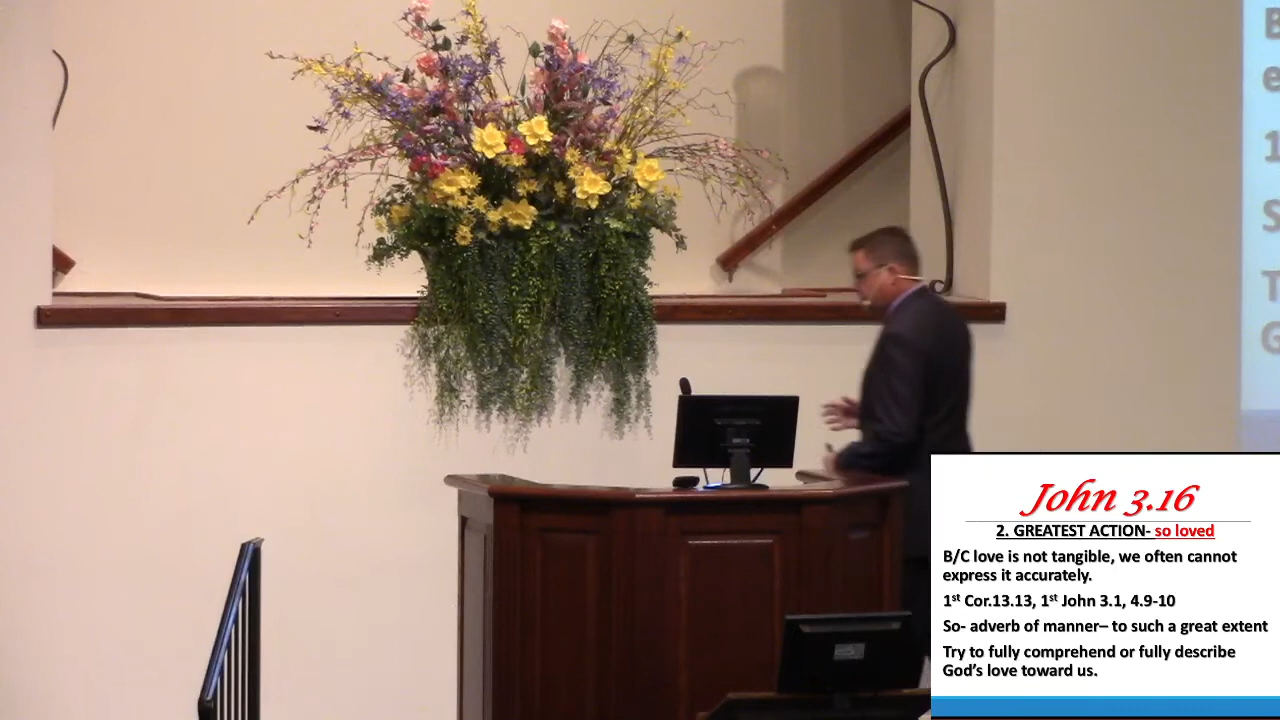 B
e
1
S
T
G
John 3.16
2. GREATEST ACTION- so loved
B/C love is not tangible, we often cannot
express it accurately.
1st Cor.13.13, 1st John 3.1, 4.9-10
So- adverb of manner– to such a great extent
Try to fully comprehend or fully describe
God's love toward us.